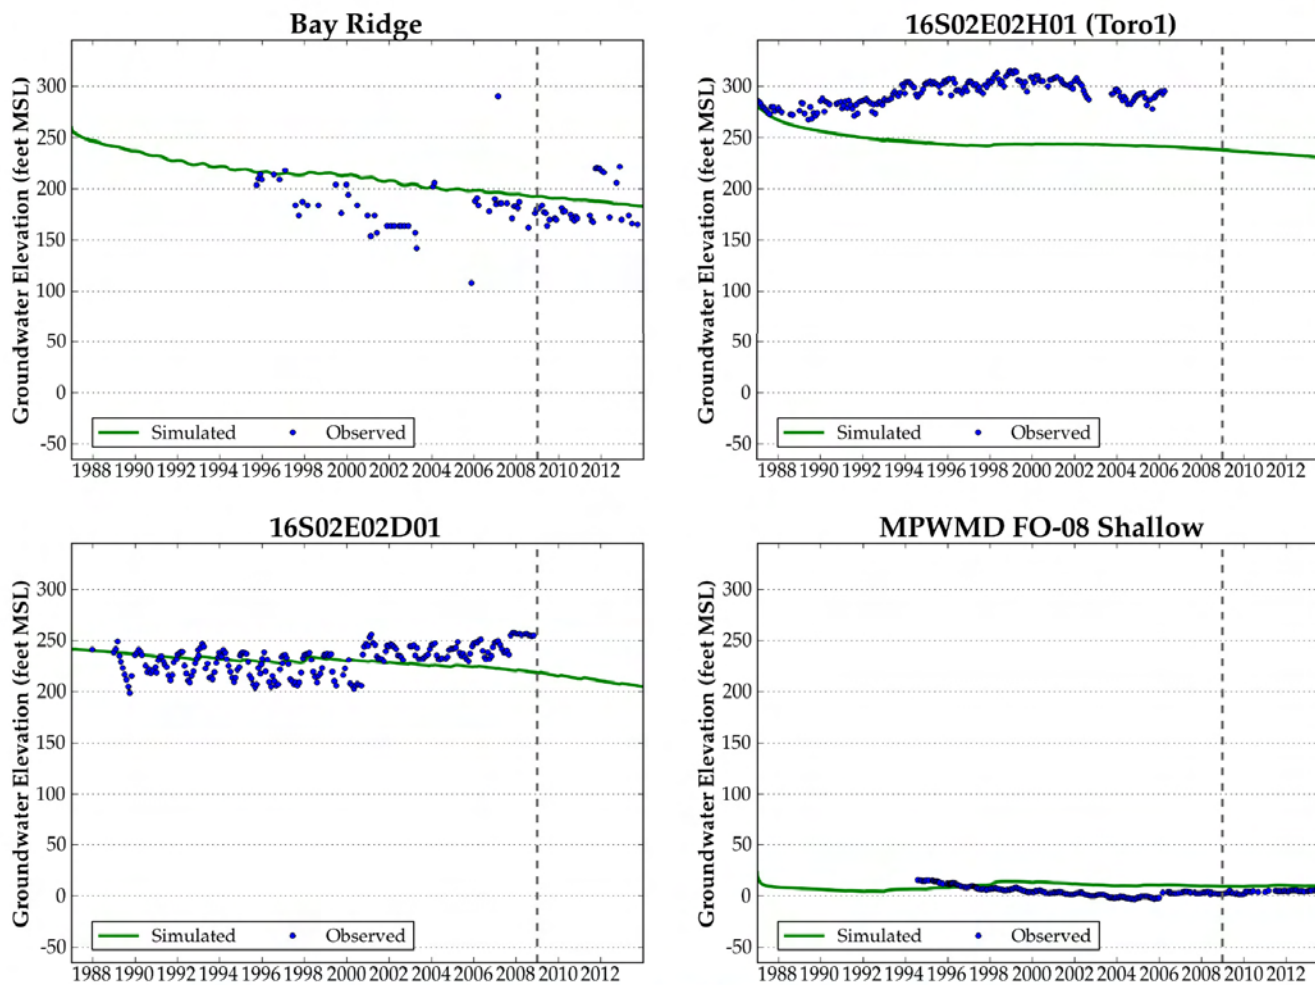 Bay Ridge
Groundwater Elevation (feet MSL)
300
250
200
150
100
50
0
-50
Simulated Observed
1988 1990 1992 1994 1996 1998 2000 2002 2004 2006 2008 2010 2012
16S02E02H01 (Toro1)
Groundwater Elevation (feet MSL)
300
250
200
150
100
50
0
-50
Simulated Observed
1988 1990 1992 1994 1996 1998 2000 2002 2004 2006 2008 2010 2012
16S02E02D01
Groundwater Elevation (feet MSL)
300
250
200
150
100
50
0
-50
Simulated Observed
1988 1990 1992 1994 1996 1998 2000 2002 2004 2006 2008 2010 2012
MPWMD FO-08 Shallow
Groundwater Elevation (feet MSL)
300
250
200
150
100
50
0
-50
Simulated Observed
1988 1990 1992 1994 1996 1998 2000 2002 2004 2006 2008 2010 2012